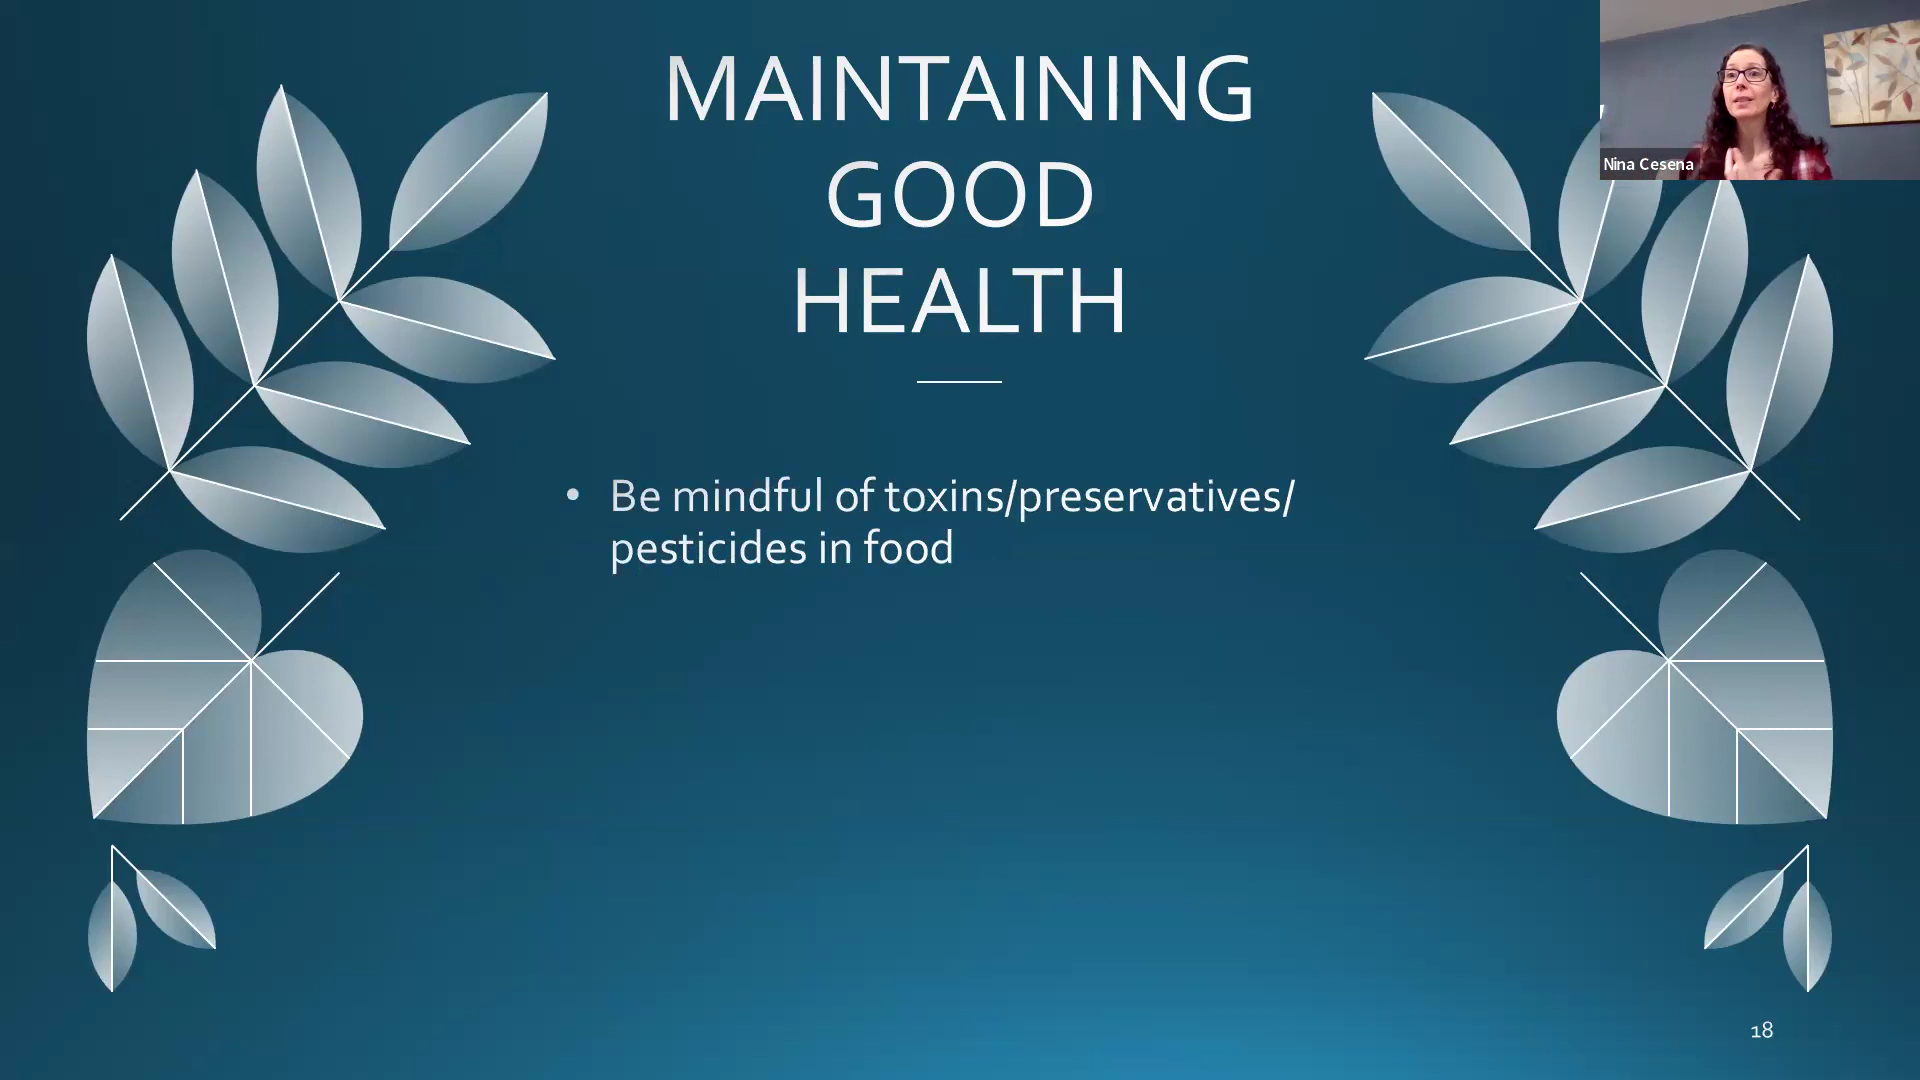 MAINTAINING
GOOD
HEALTH
Nina Cesena
• Be mindful of toxins/preservatives/
pesticides in food
18